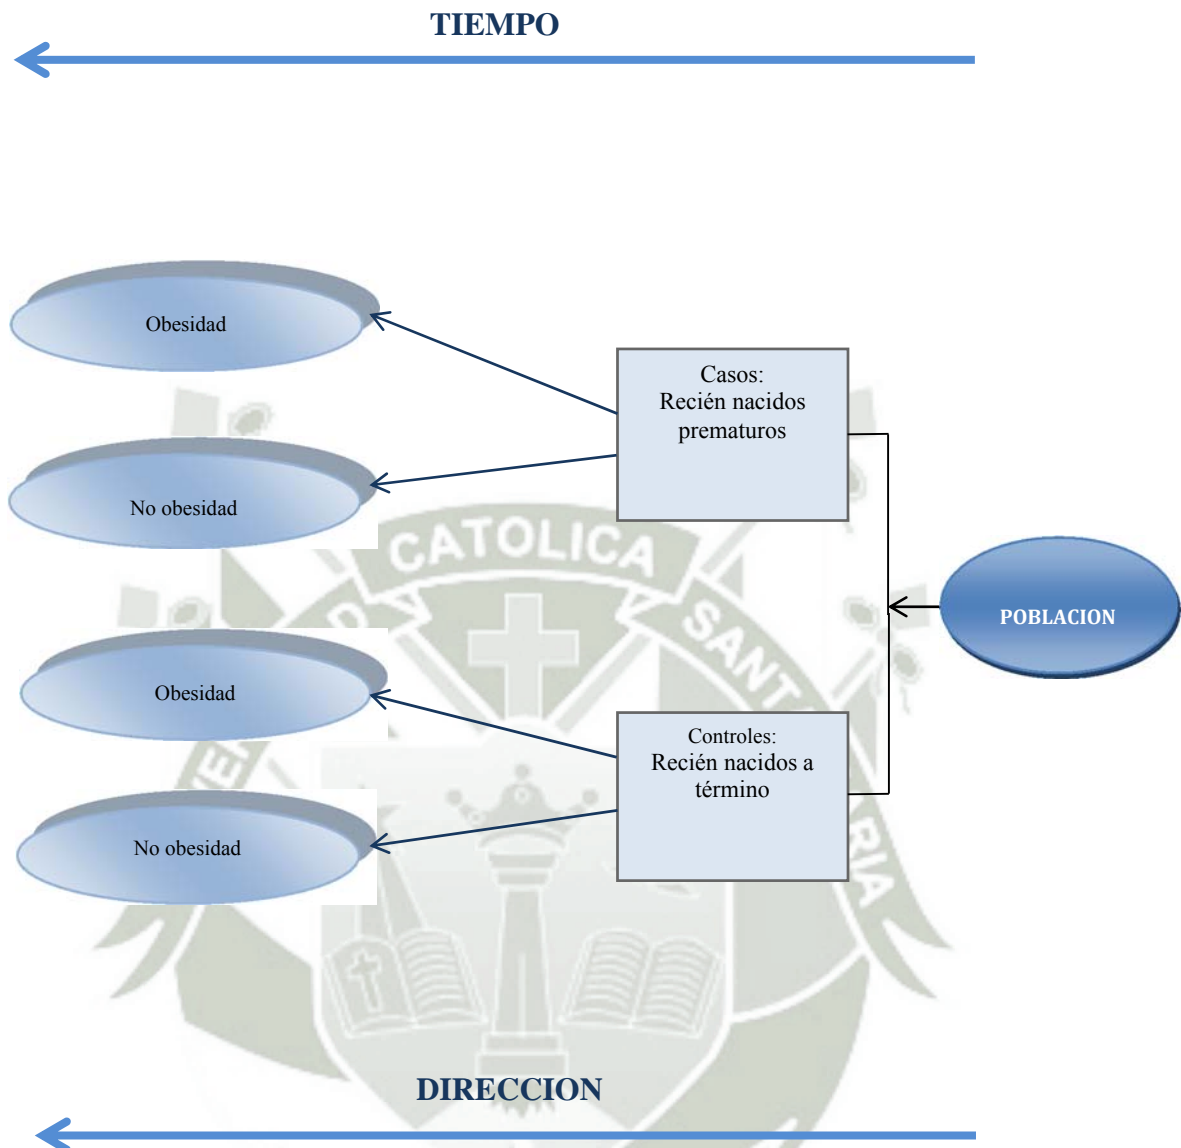 TIEMPO
Obesidad
Casos:
Recién nacidos
prematuros
No obesidad
CATOLICA
POBLACION
Obesidad
Controles:
Recién nacidos a
término
No obesidad
DIRECCION